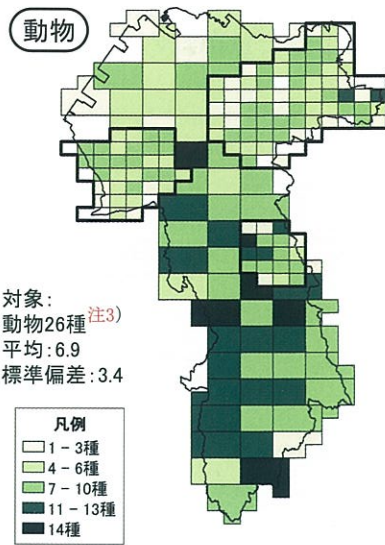 動物
対象:
動物26種注3)
平均:6.9
標準偏差:3.4
凡例
1-3種
4-6種
7-10種
11-13種
14種